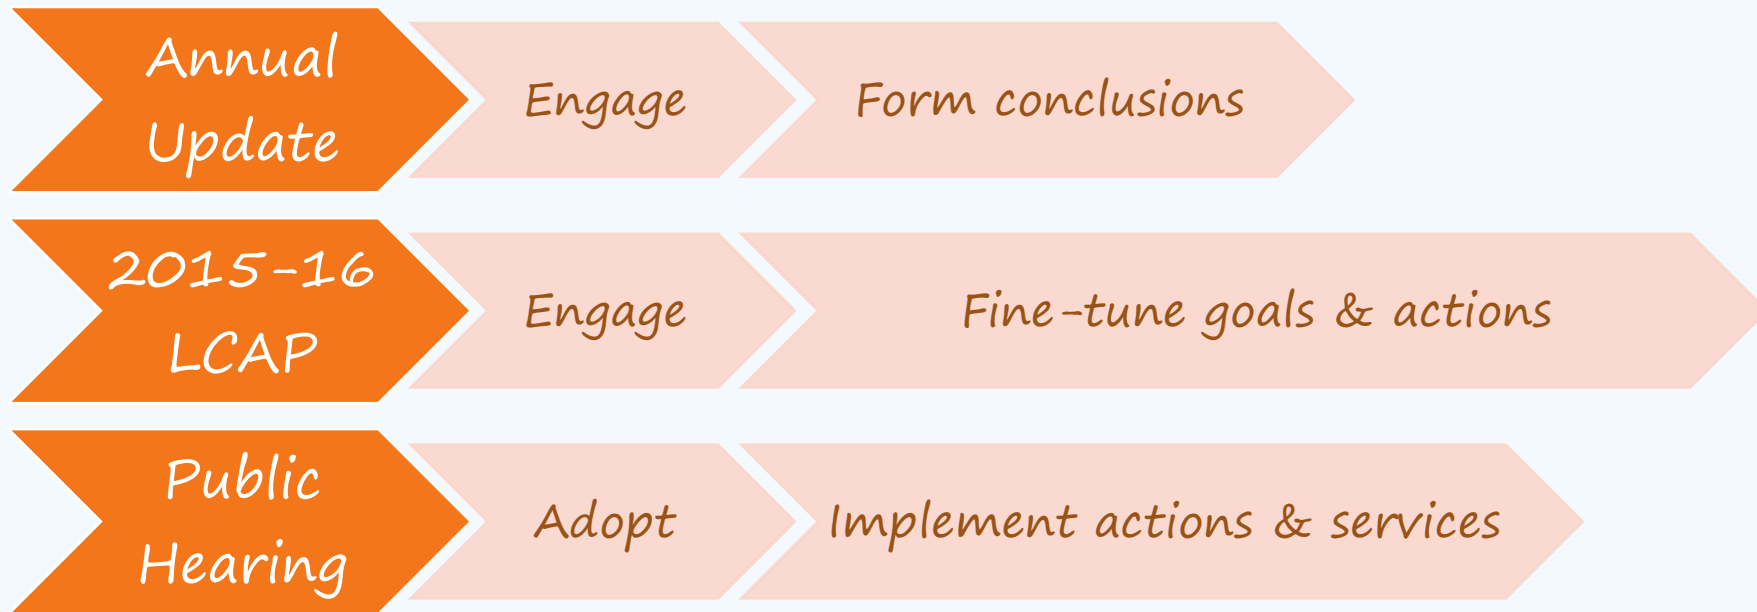 Annual
Update
Engage
Form conclusions
2015-16
LCAP
Engage
Fine-tune goals & actions
Public
Hearing
Adopt
Implement actions & services